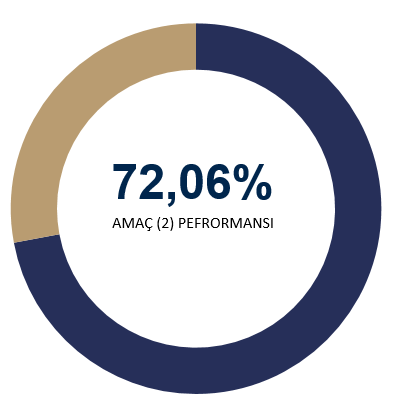 72,06%
AMAÇ (2) PEFRORMANSI